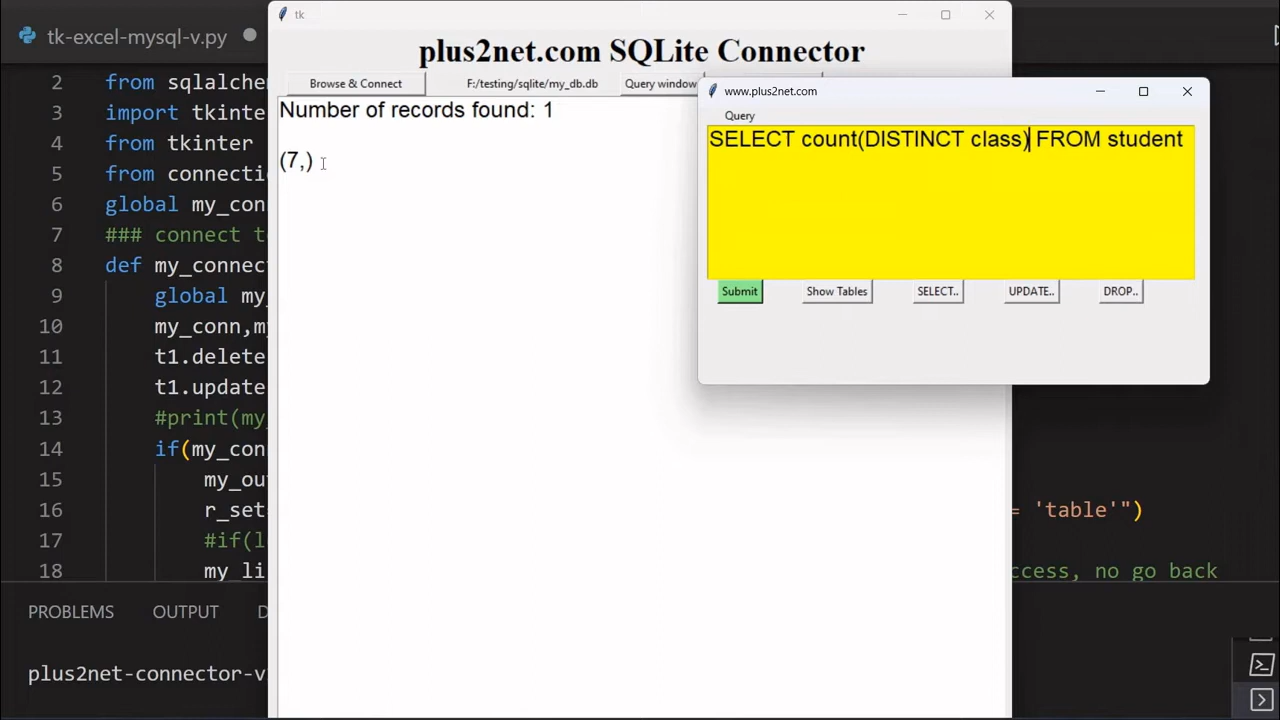 tk-excel-mysql-v.py
tk
plus2net.com SQLite Connector
Browse & Connect
F:/testing/sqlite/my_db.db
Query window
Number of records found: 1
(7,)
www.plus2net.com
Query
SELECT count(DISTINCT class) FROM student
Submit
Show Tables
SELECT..
UPDATE..
DROP..
2 from sqlalchem
3 import tkinte
4 from tkinter
5 from connectio
6 global my_con
7 ### connect t
8 def my_connec
9 global my_
10 my_conn,m
11 t1.delete
12 t1.update
13 #print(my_
14 if(my_con
15 my_ou
16 r_set
17 #if(l
18 my_li
= 'table'")
ccess, no go back
PROBLEMS
OUTPUT
D
plus2net-connector-v